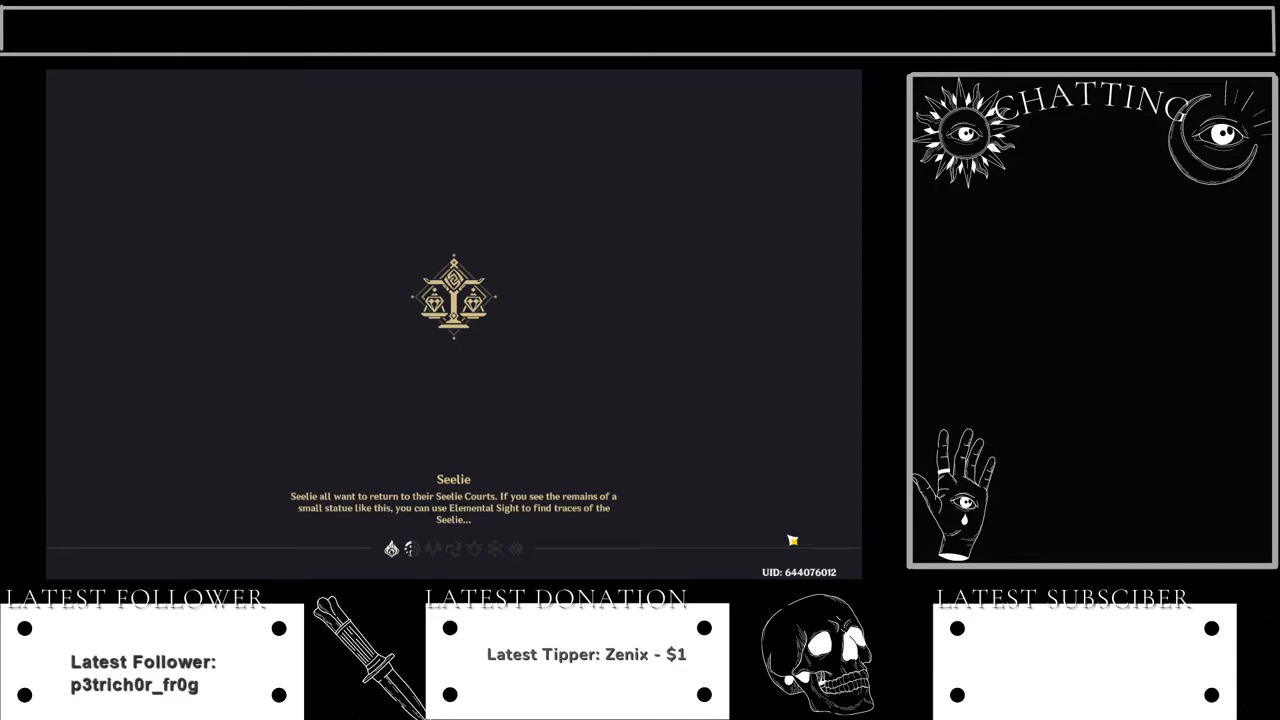 CHATTING
Seelie
Seelie all want to return to their Seelie Courts. If you see the remains of a
small statue like this, you can use Elemental Sight to find traces of the
Seelie...
UID: 644076012
LATEST FOLLOWER
LATEST DONATION
LATEST SUBSCIBER
Latest Follower:
p3trich0r_fr0g
Latest Tipper: Zenix - $1